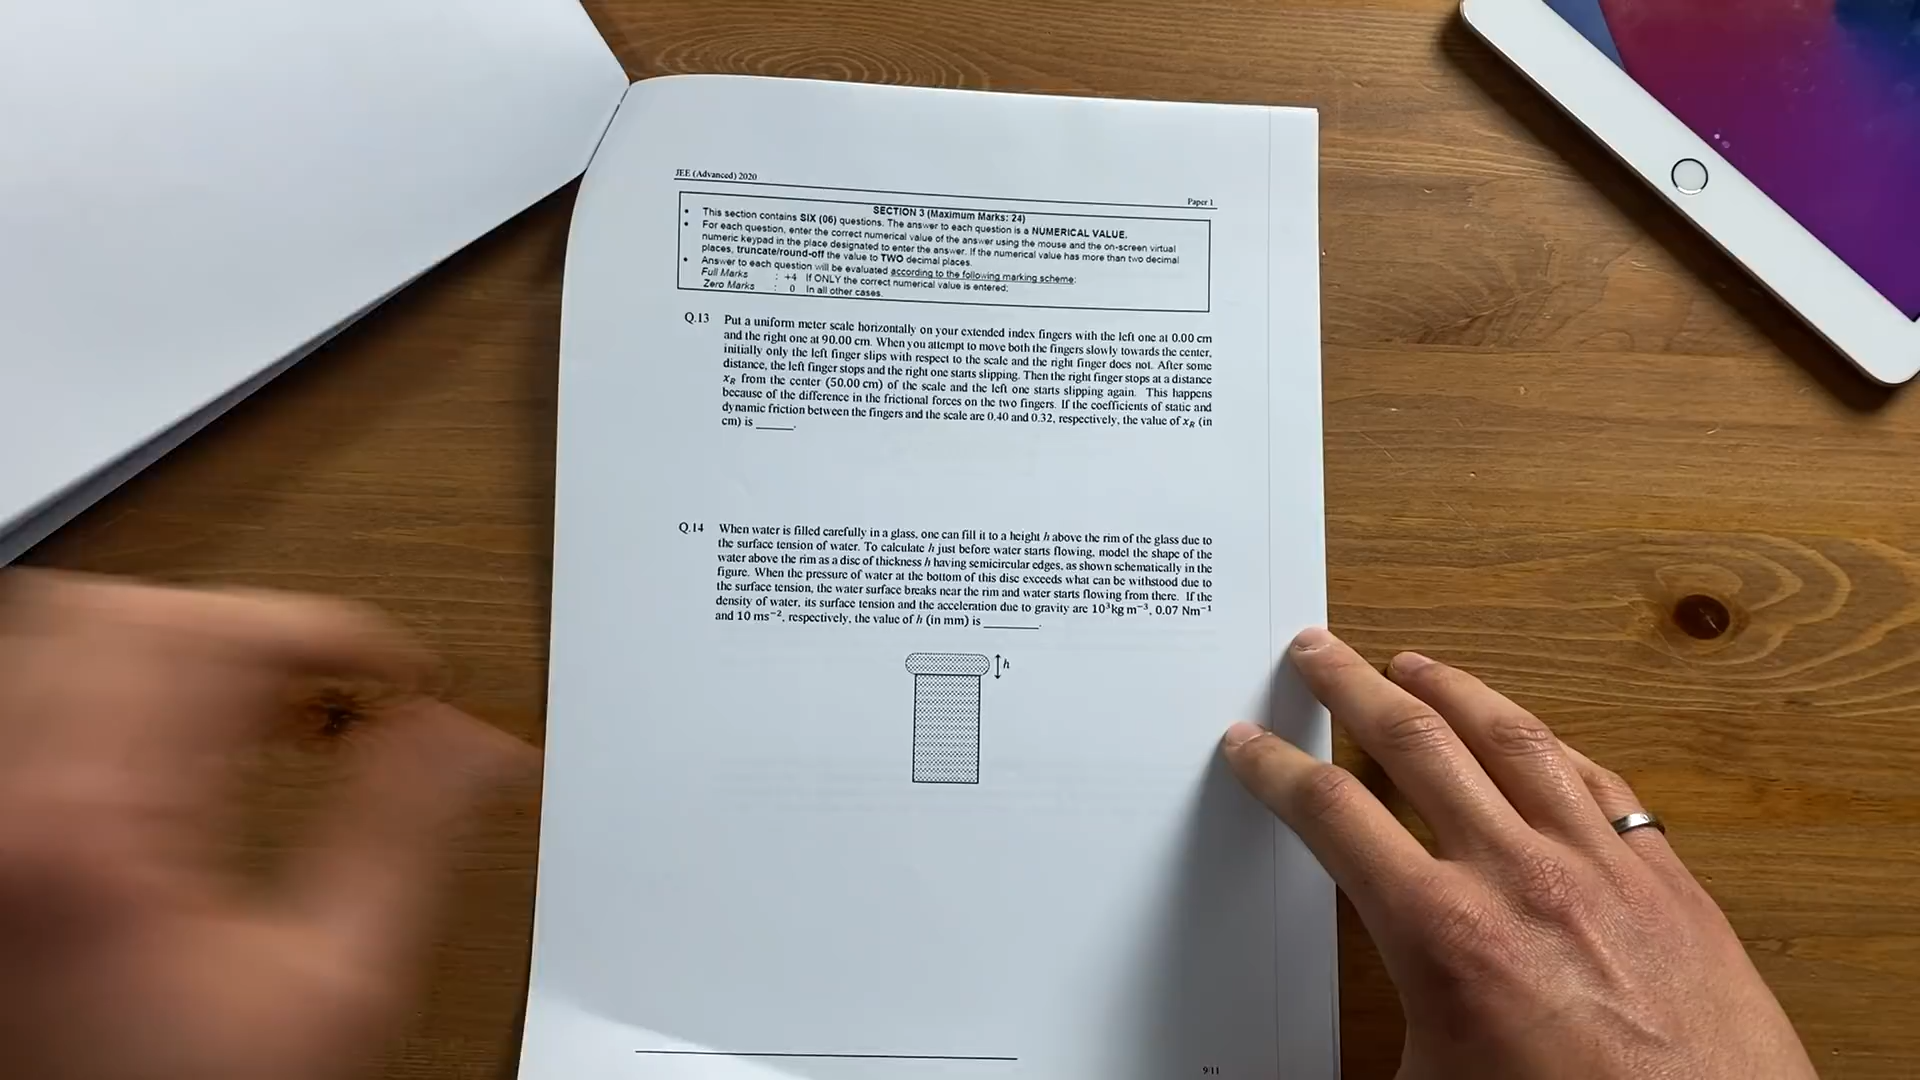 JEE (Advanced) 2020
Paper 1
SECTION 3 (Maximum Marks: 24)
• This section contains SIX (06) questions. The answer to each question is a NUMERICAL VALUE.
• For each question, enter the correct numerical value of the answer using the mouse and the on-screen virtual
numeric keypad in the place designated to enter the answer. If the numerical value has more than two decimal
places, truncate/round-off the value to TWO decimal places.
• Answer to each question will be evaluated according to the following marking scheme:
Full Marks : +4 If ONLY the correct numerical value is entered;
Zero Marks : 0 In all other cases.
Q.13 Put a uniform meter scale horizontally on your extended index fingers with the left one at 0.00 cm
and the right one at 90.00 cm. When you attempt to move both the fingers slowly towards the center,
initially only the left finger slips with respect to the scale and the right finger does not. After some
distance, the left finger stops and the right one starts slipping. Then the right finger stops at a distance
x_R from the center (50.00 cm) of the scale and the left one starts slipping again. This happens
because of the difference in the frictional forces on the two fingers. If the coefficients of static and
dynamic friction between the fingers and the scale are 0.40 and 0.32, respectively, the value of x_R (in
cm) is ______.
Q.14 When water is filled carefully in a glass, one can fill it to a height h above the rim of the glass due to
the surface tension of water. To calculate h just before water starts flowing, model the shape of the
water above the rim as a disc of thickness h having semicircular edges, as shown schematically in the
figure. When the pressure of water at the bottom of this disc exceeds what can be withstood due to
the surface tension, the water surface breaks near the rim and water starts flowing from there. If the
density of water, its surface tension and the acceleration due to gravity are 10³ kg m⁻³, 0.07 Nm⁻¹
and 10 ms⁻², respectively, the value of h (in mm) is ________.
h
9/11